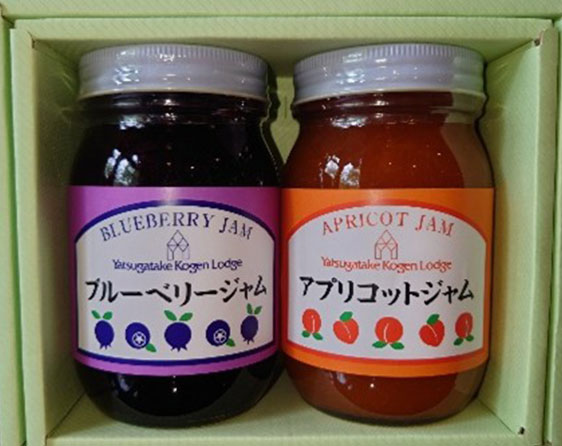 BLUEBERRY JAM
Yatsugatake Kogen Lodge
ブルーベリージャム
APRICOT JAM
Yatsugatake Kogen Lodge
アプリコットジャム